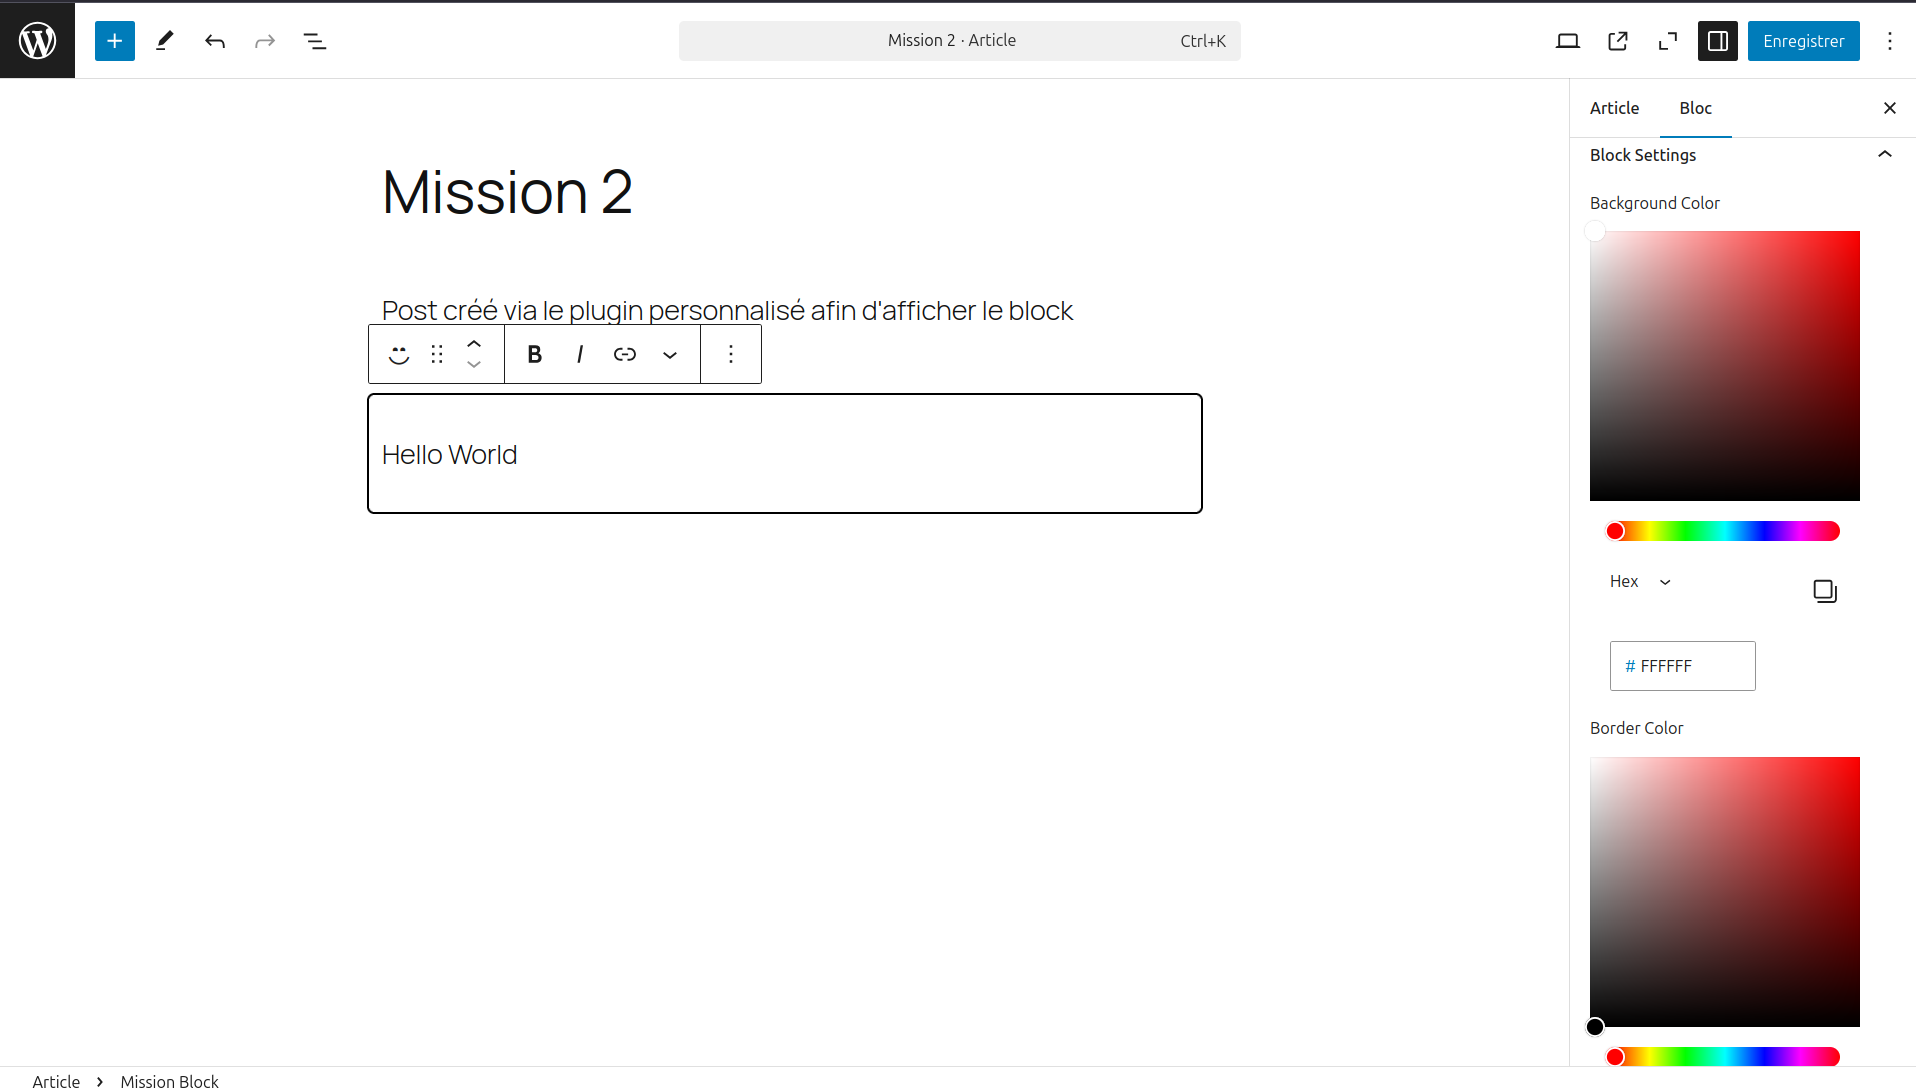 Mission 2 · Article
Ctrl+K
Enregistrer
Article
Bloc
Block Settings
Background Color
Hex
# FFFFFF
Border Color
Mission 2
Post créé via le plugin personnalisé afin d'afficher le block
B I
Hello World
Article > Mission Block